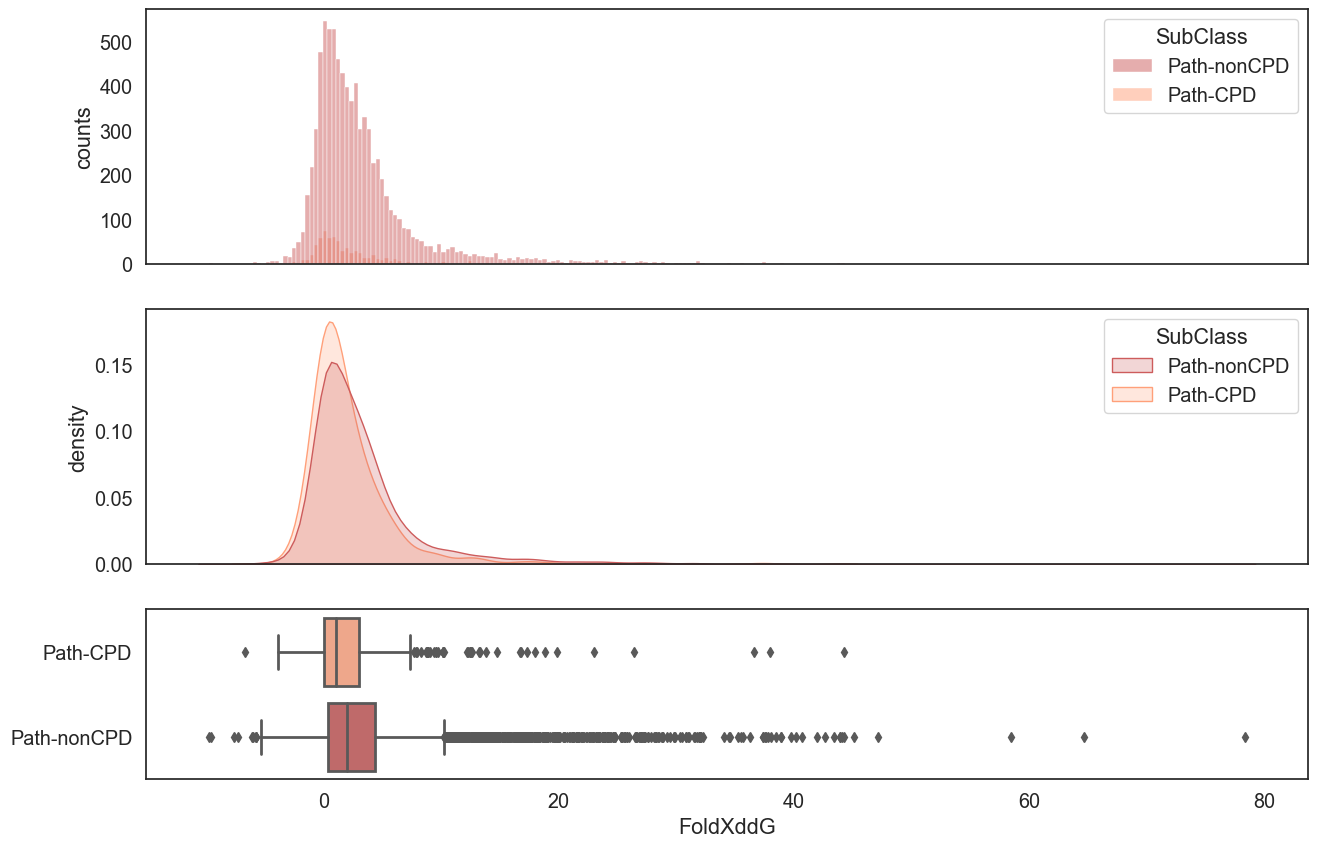 500
400
300
200
100
0
counts
SubClass
Path-nonCPD
Path-CPD
0.15
0.10
0.05
0.00
density
SubClass
Path-nonCPD
Path-CPD
Path-CPD
Path-nonCPD
0 20 40 60 80
FoldXddG